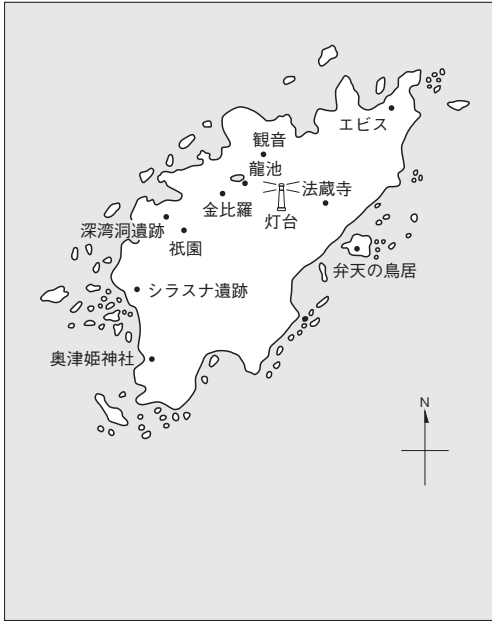 エビス
観音
龍池
法蔵寺
金比羅
灯台
深湾洞遺跡
祇園
弁天の鳥居
シラスナ遺跡
奥津姫神社
N